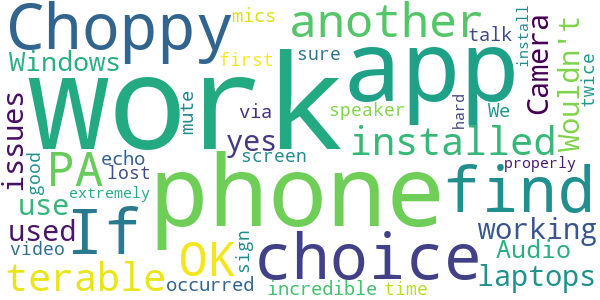 Choppy
mics
another
talk
install
Windows
first
sure
app
Camera
Wouldn't
twice
work
issues
mute
via
speaker
hard
We
yes
installed
good
PA
echo
lost
screen
properly
extremely
phone
find
use
used
If
working
video
sign
OK
choice
Audio
laptops
terable
occurred
incredible
time